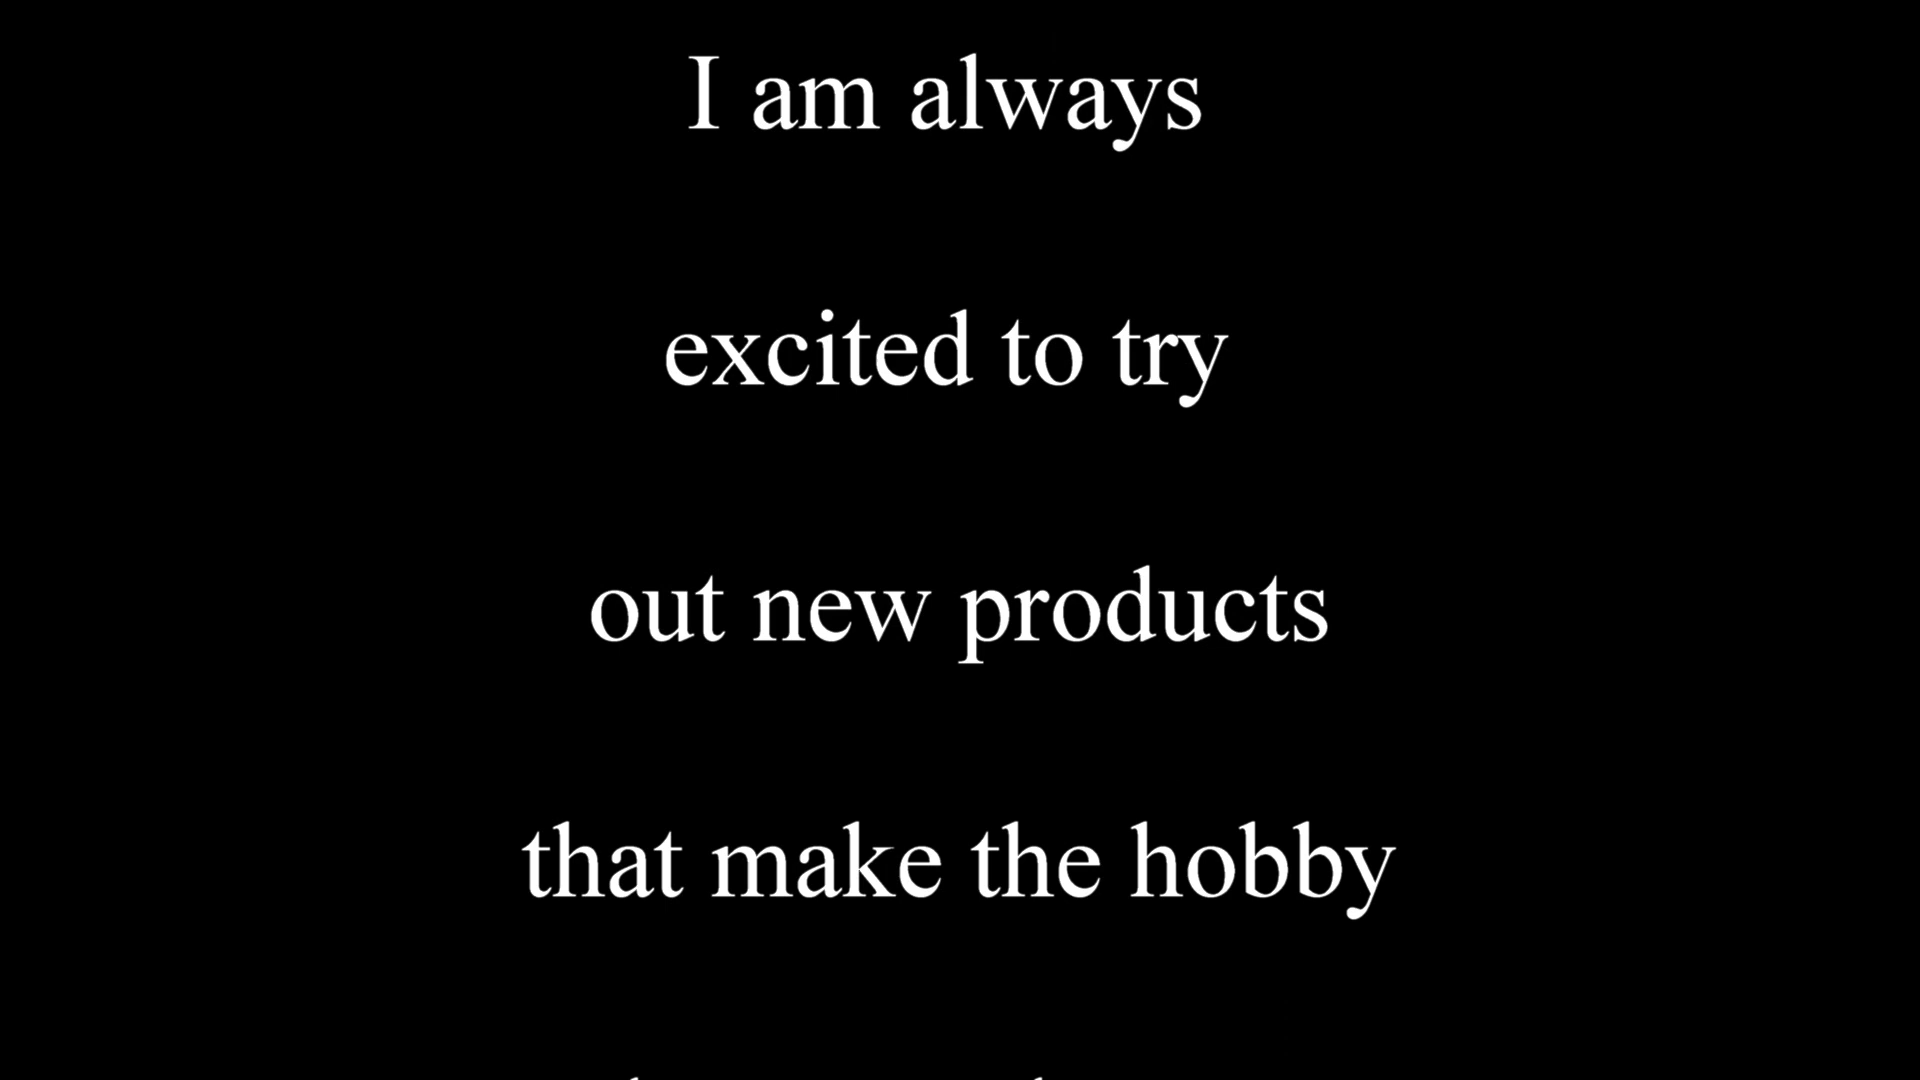 I am always
excited to try
out new products
that make the hobby